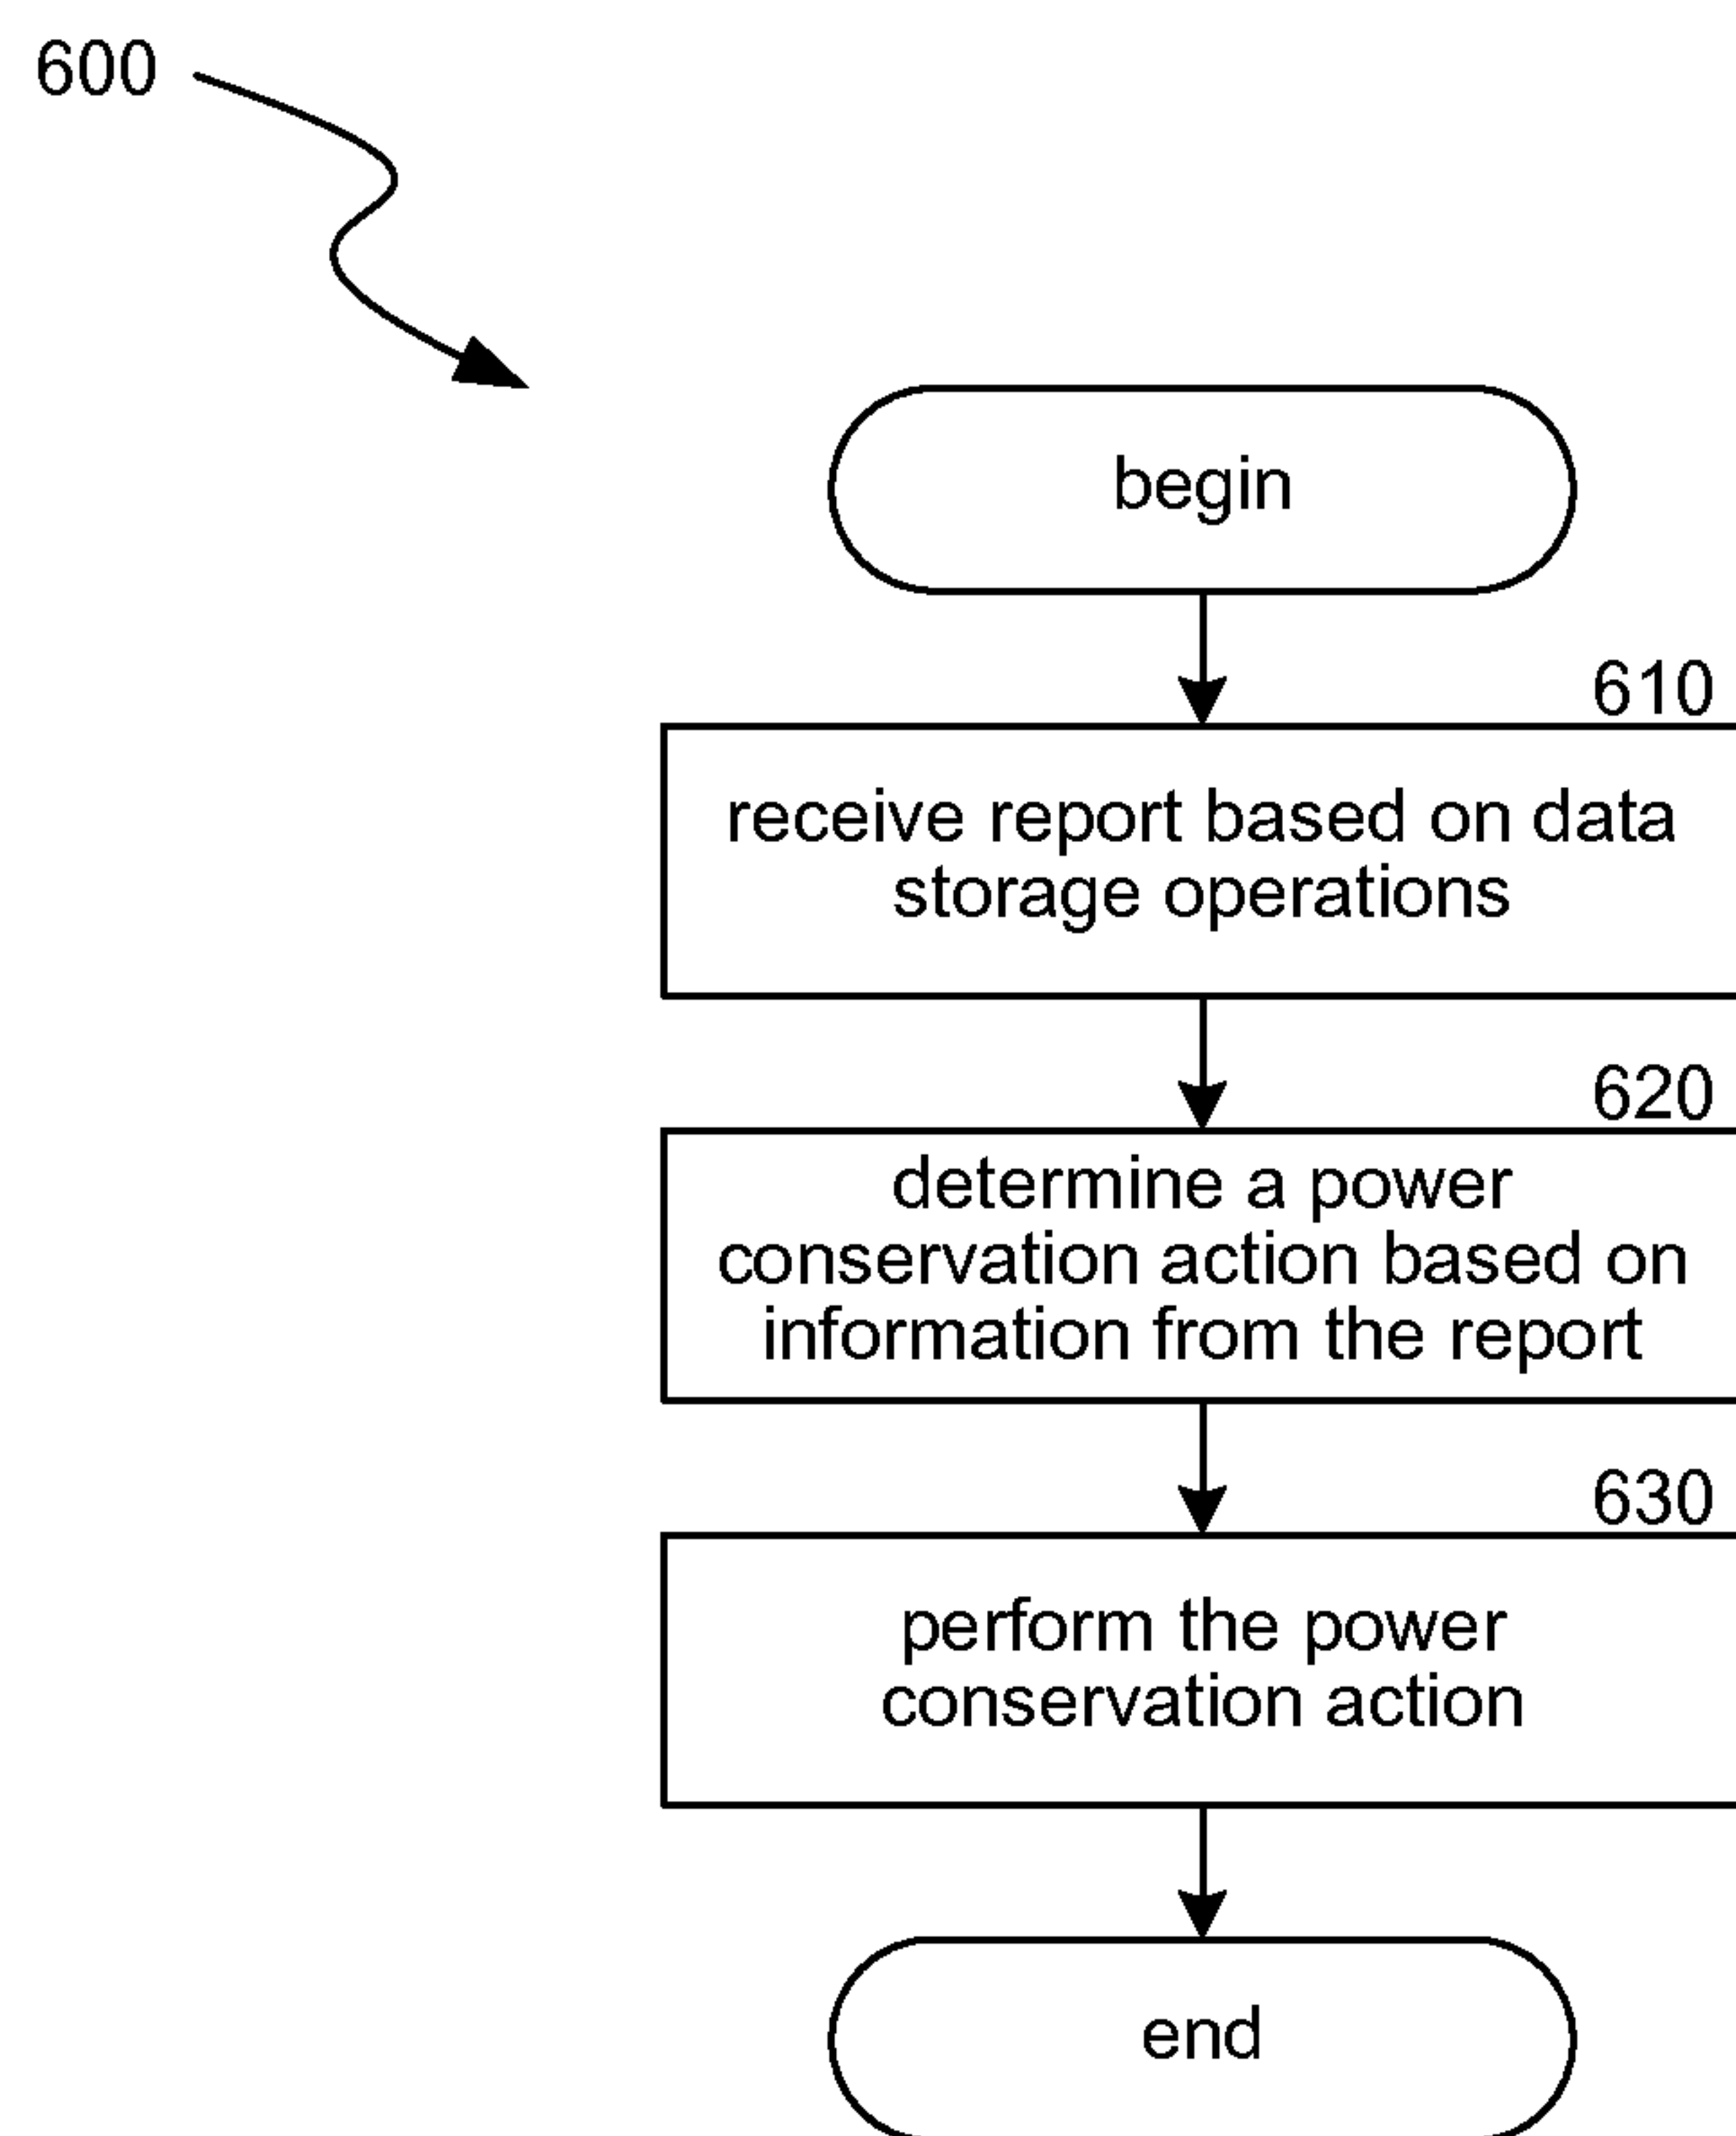 600
begin
610
receive report based on data
storage operations
620
determine a power
conservation action based on
information from the report
630
perform the power
conservation action
end